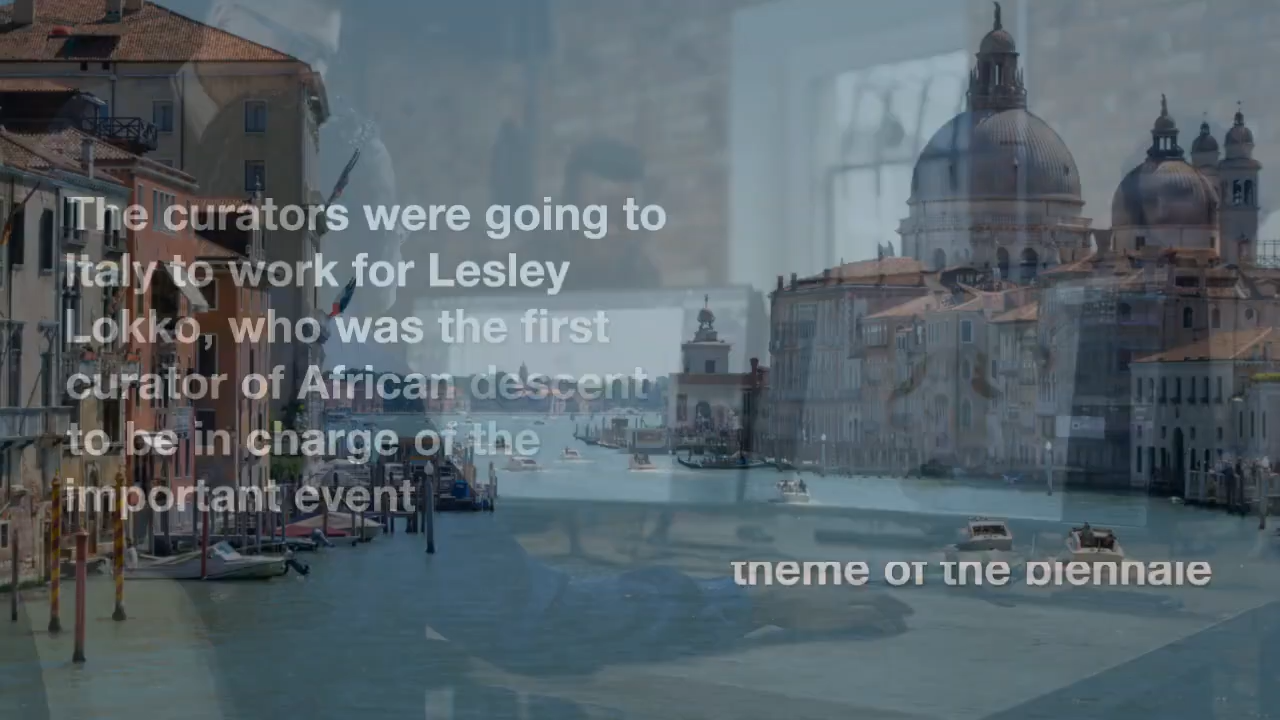 The curators were going to
Italy to work for Lesley
Lokko, who was the first
curator of African descent
to be in charge of the
important event
theme of the biennale